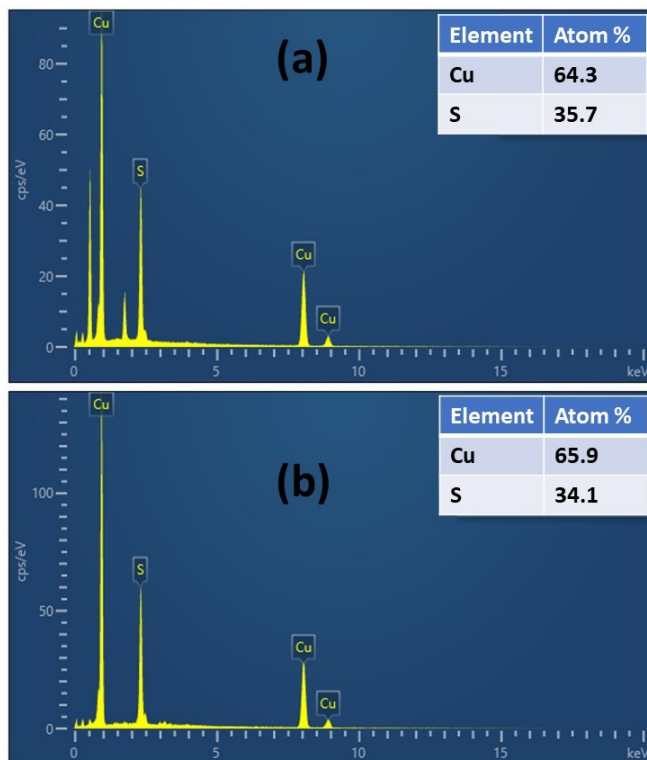 Cu
(a)
Element Atom %
Cu 64.3
S 35.7
80
60
S
cps/eV
40
Cu
20
Cu
0
0 5 10 15 keV
Cu
(b)
Element Atom %
Cu 65.9
S 34.1
100
S
cps/eV
50
Cu
Cu
0
0 5 10 15 keV